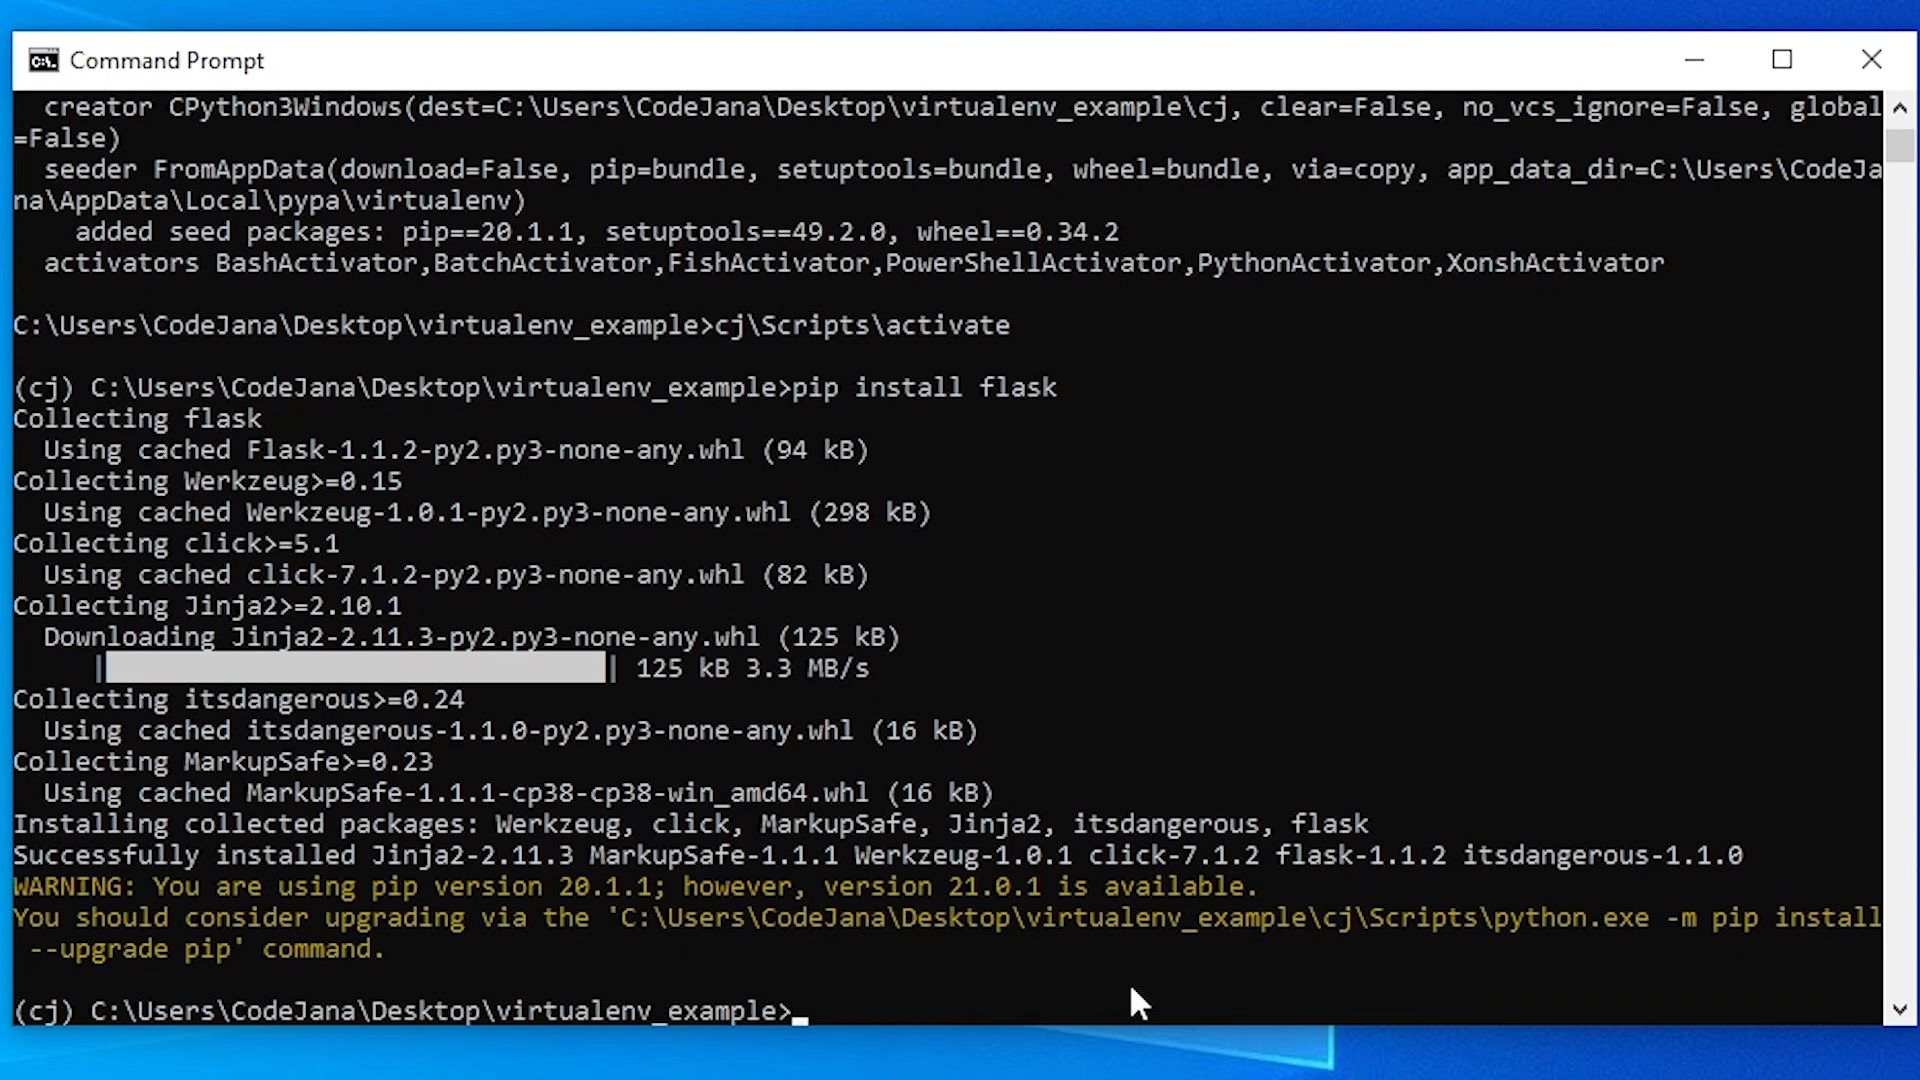 Command Prompt
creator CPython3Windows(dest=C:\Users\CodeJana\Desktop\virtualenv_example\cj, clear=False, no_vcs_ignore=False, global
=False)
seeder FromAppData(download=False, pip=bundle, setuptools=bundle, wheel=bundle, via=copy, app_data_dir=C:\Users\CodeJa
na\AppData\Local\pypa\virtualenv)
added seed packages: pip==20.1.1, setuptools==49.2.0, wheel==0.34.2
activators BashActivator,BatchActivator,FishActivator,PowerShellActivator,PythonActivator,XonshActivator
C:\Users\CodeJana\Desktop\virtualenv_example>cj\Scripts\activate
(cj) C:\Users\CodeJana\Desktop\virtualenv_example>pip install flask
Collecting flask
Using cached Flask-1.1.2-py2.py3-none-any.whl (94 kB)
Collecting Werkzeug>=0.15
Using cached Werkzeug-1.0.1-py2.py3-none-any.whl (298 kB)
Collecting click>=5.1
Using cached click-7.1.2-py2.py3-none-any.whl (82 kB)
Collecting Jinja2>=2.10.1
Downloading Jinja2-2.11.3-py2.py3-none-any.whl (125 kB)
| | 125 kB 3.3 MB/s
Collecting itsdangerous>=0.24
Using cached itsdangerous-1.1.0-py2.py3-none-any.whl (16 kB)
Collecting MarkupSafe>=0.23
Using cached MarkupSafe-1.1.1-cp38-cp38-win_amd64.whl (16 kB)
Installing collected packages: Werkzeug, click, MarkupSafe, Jinja2, itsdangerous, flask
Successfully installed Jinja2-2.11.3 MarkupSafe-1.1.1 Werkzeug-1.0.1 click-7.1.2 flask-1.1.2 itsdangerous-1.1.0
WARNING: You are using pip version 20.1.1; however, version 21.0.1 is available.
You should consider upgrading via the 'C:\Users\CodeJana\Desktop\virtualenv_example\cj\Scripts\python.exe -m pip install
--upgrade pip' command.
(cj) C:\Users\CodeJana\Desktop\virtualenv_example>